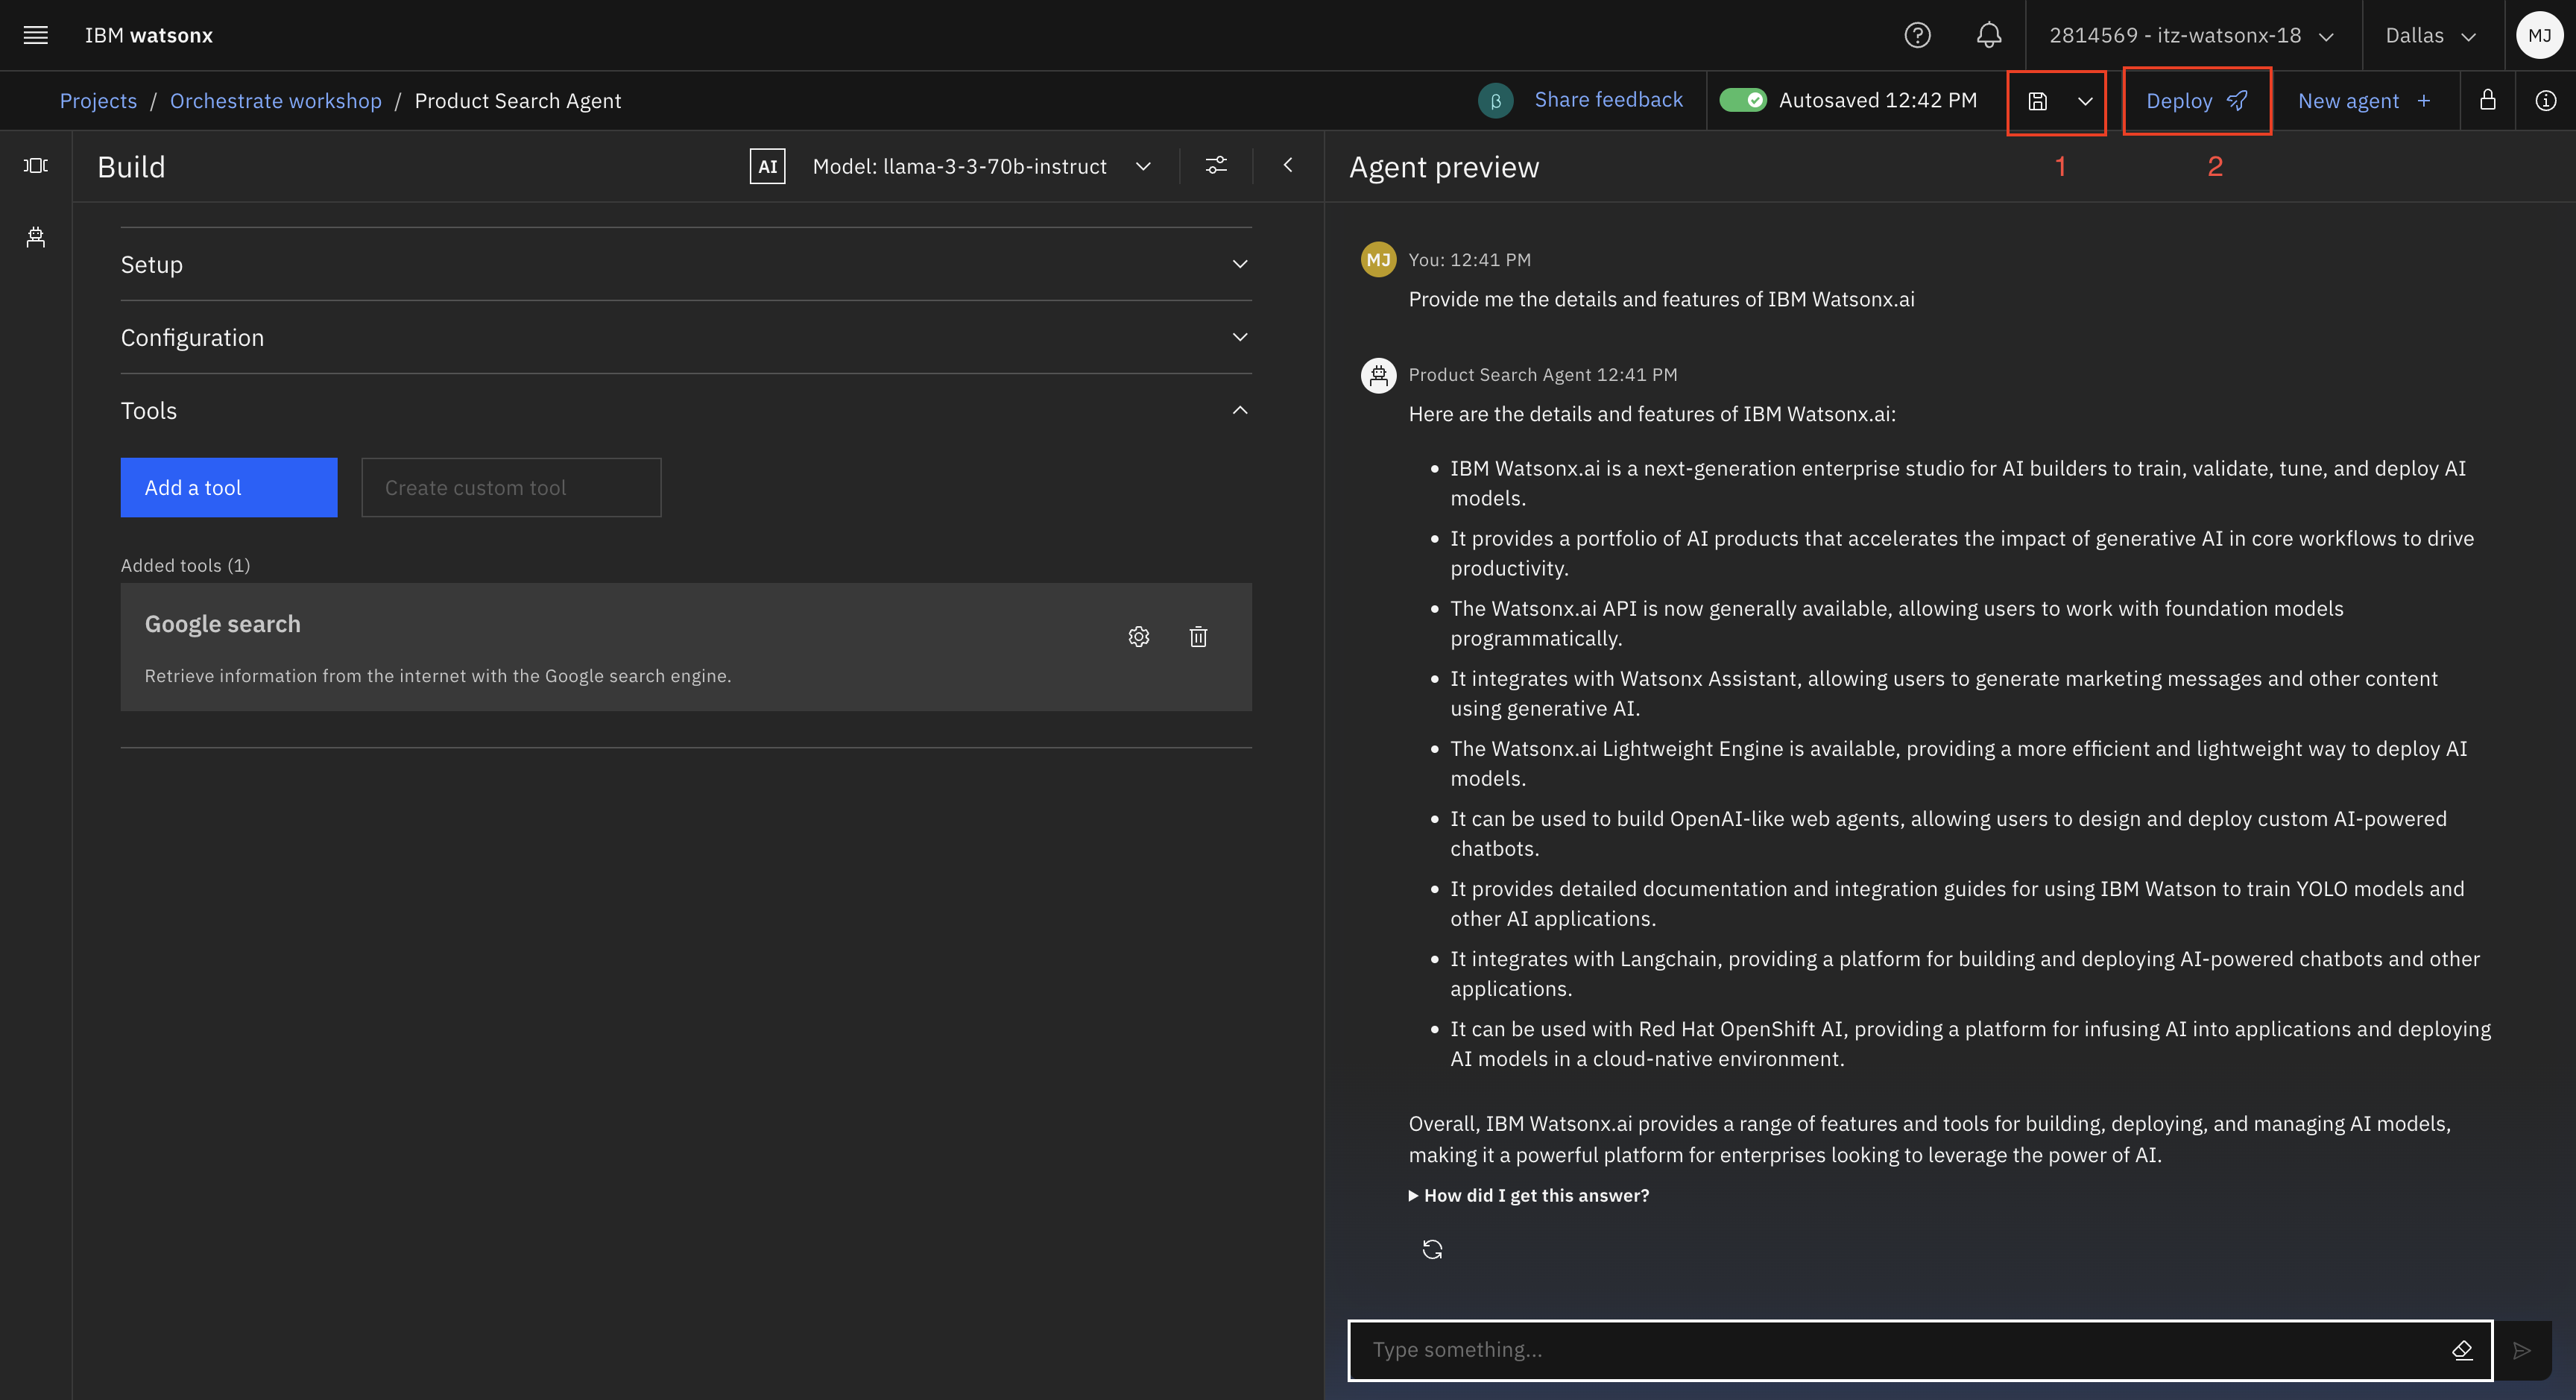 IBM watsonx
2814569 - itz-watsonx-18
Dallas
MJ
Projects / Orchestrate workshop / Product Search Agent
β
Share feedback
Autosaved 12:42 PM
Deploy
New agent +
1
2
Build
AI
Model: llama-3-3-70b-instruct
Agent preview
Setup
Configuration
Tools
Add a tool
Create custom tool
Added tools (1)
Google search
Retrieve information from the internet with the Google search engine.
MJ
You: 12:41 PM
Provide me the details and features of IBM Watsonx.ai
Product Search Agent 12:41 PM
Here are the details and features of IBM Watsonx.ai:
• IBM Watsonx.ai is a next-generation enterprise studio for AI builders to train, validate, tune, and deploy AI
models.
• It provides a portfolio of AI products that accelerates the impact of generative AI in core workflows to drive
productivity.
• The Watsonx.ai API is now generally available, allowing users to work with foundation models
programmatically.
• It integrates with Watsonx Assistant, allowing users to generate marketing messages and other content
using generative AI.
• The Watsonx.ai Lightweight Engine is available, providing a more efficient and lightweight way to deploy AI
models.
• It can be used to build OpenAI-like web agents, allowing users to design and deploy custom AI-powered
chatbots.
• It provides detailed documentation and integration guides for using IBM Watson to train YOLO models and
other AI applications.
• It integrates with Langchain, providing a platform for building and deploying AI-powered chatbots and other
applications.
• It can be used with Red Hat OpenShift AI, providing a platform for infusing AI into applications and deploying
AI models in a cloud-native environment.
Overall, IBM Watsonx.ai provides a range of features and tools for building, deploying, and managing AI models,
making it a powerful platform for enterprises looking to leverage the power of AI.
How did I get this answer?
Type something...